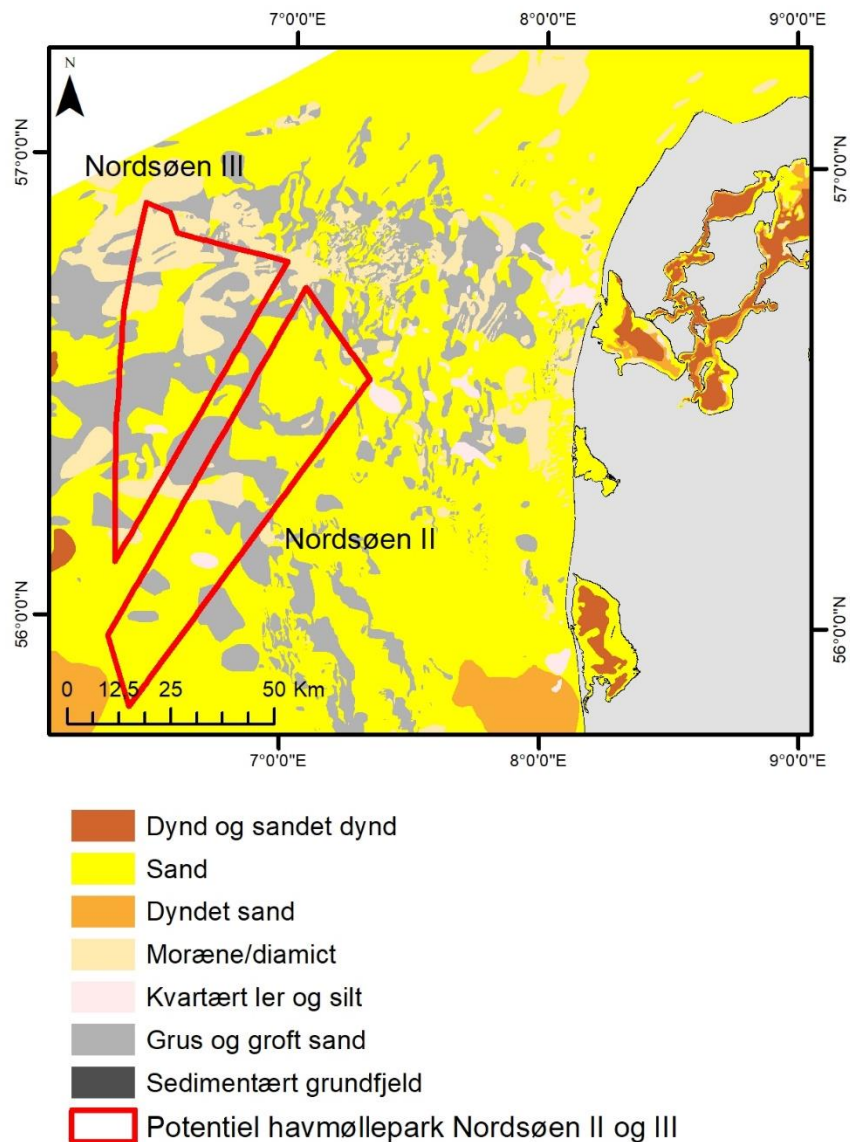 7°0'0"E 8°0'0"E 9°0'0"E
N
57°0'0"N 57°0'0"N
Nordsøen III
Nordsøen II
56°0'0"N 56°0'0"N
0 12,5 25 50 Km
7°0'0"E 8°0'0"E 9°0'0"E
Dynd og sandet dynd
Sand
Dyndet sand
Moræne/diamict
Kvartært ler og silt
Grus og groft sand
Sedimentært grundfjeld
Potentiel havmøllepark Nordsøen II og III